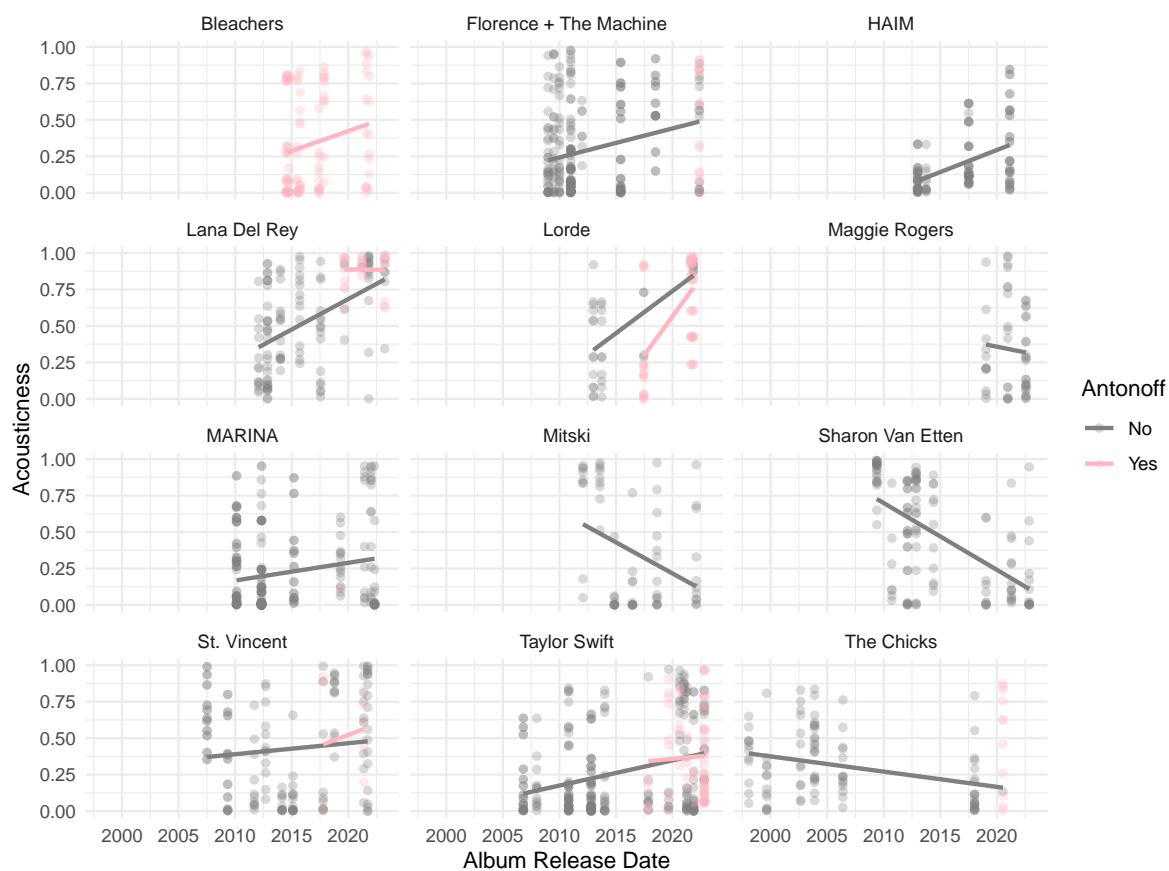 Bleachers Florence + The Machine HAIM
1.00
0.75
0.50
0.25
0.00
Lana Del Rey Lorde Maggie Rogers
1.00
0.75
0.50
0.25
0.00
MARINA Mitski Sharon Van Etten
1.00
0.75
0.50
0.25
0.00
St. Vincent Taylor Swift The Chicks
1.00
0.75
0.50
0.25
0.00
2000 2005 2010 2015 2020 2000 2005 2010 2015 2020 2000 2005 2010 2015 2020
Album Release Date
Acousticness
Antonoff
No
Yes